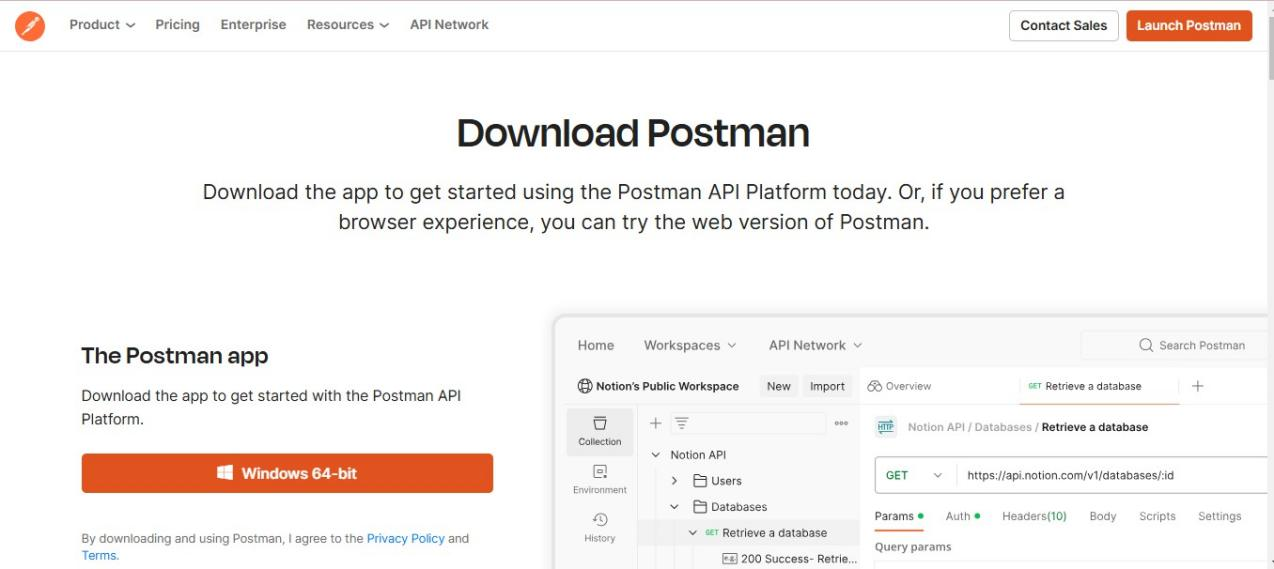 Product Pricing Enterprise Resources API Network Contact Sales Launch Postman
Download Postman
Download the app to get started using the Postman API Platform today. Or, if you prefer a
browser experience, you can try the web version of Postman.
The Postman app
Download the app to get started with the Postman API
Platform.
Windows 64-bit
By downloading and using Postman, I agree to the Privacy Policy and
Terms.
Home Workspaces API Network Search Postman
Notion's Public Workspace New Import Overview GET Retrieve a database
Collection
Environment
History
Notion API
Users
Databases
GET Retrieve a database
e.g. 200 Success- Retrie...
HTTP Notion API / Databases / Retrieve a database
GET https://api.notion.com/v1/databases/:id
Params Auth Headers(10) Body Scripts Settings
Query params